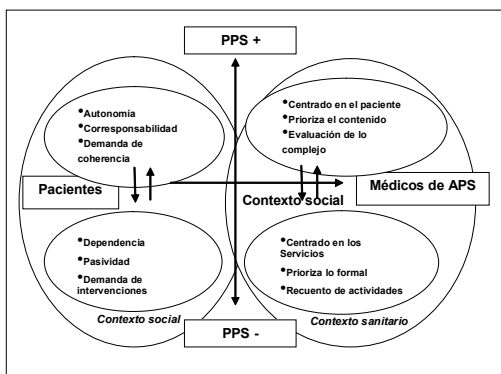 PPS +
•Autonomía
•Corresponsabilidad
•Demanda de
coherencia
•Centrado en el paciente
•Prioriza el contenido
•Evaluación de lo
complejo
Pacientes
Médicos de APS
Contexto social
•Dependencia
•Pasividad
•Demanda de
intervenciones
•Centrado en los
Servicios
•Prioriza lo formal
•Recuento de actividades
Contexto social
Contexto sanitario
PPS -